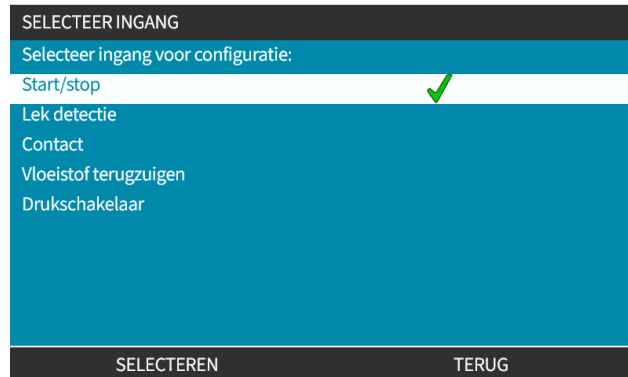 SELECTEER INGANG
Selecteer ingang voor configuratie:
Start/stop
Lek detectie
Contact
Vloeistof terugzuigen
Drukschakelaar
SELECTEREN TERUG